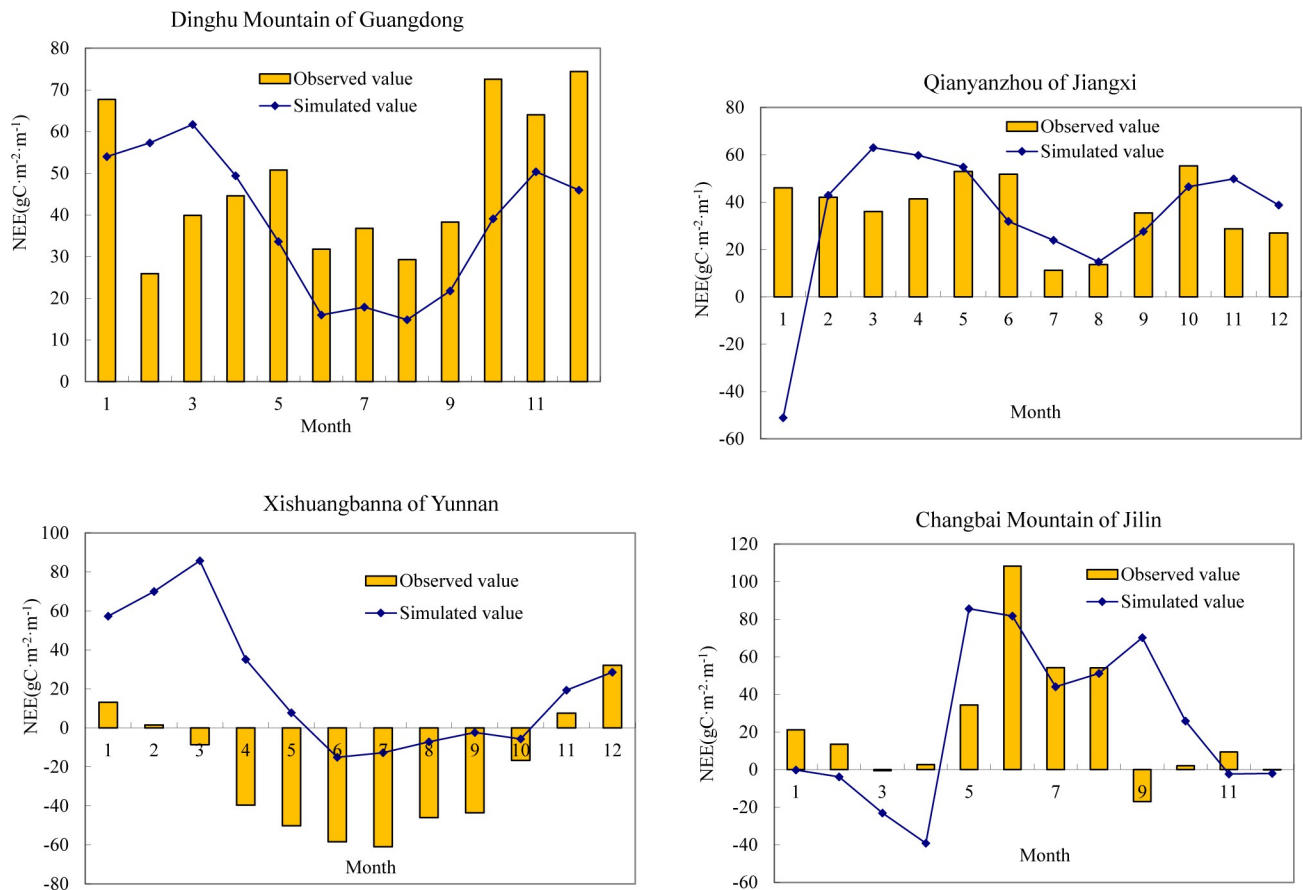 Dinghu Mountain of Guangdong
80
70
60
50
40
30
20
10
0
NEE(gC·m⁻²·m⁻¹)
Observed value
Simulated value
1 3 5 7 9 11
Month
Qianyanzhou of Jiangxi
80
60
40
20
0
-20
-40
-60
NEE(gC·m⁻²·m⁻¹)
Observed value
Simulated value
1 2 3 4 5 6 7 8 9 10 11 12
Month
Xishuangbanna of Yunnan
100
80
60
40
20
0
-20
-40
-60
-80
NEE(gC·m⁻²·m⁻¹)
Observed value
Simulated value
1 2 3 4 5 6 7 8 9 10 11 12
Month
Changbai Mountain of Jilin
120
100
80
60
40
20
0
-20
-40
-60
NEE(gC·m⁻²·m⁻¹)
Observed value
Simulated value
1 3 5 7 9 11
Month